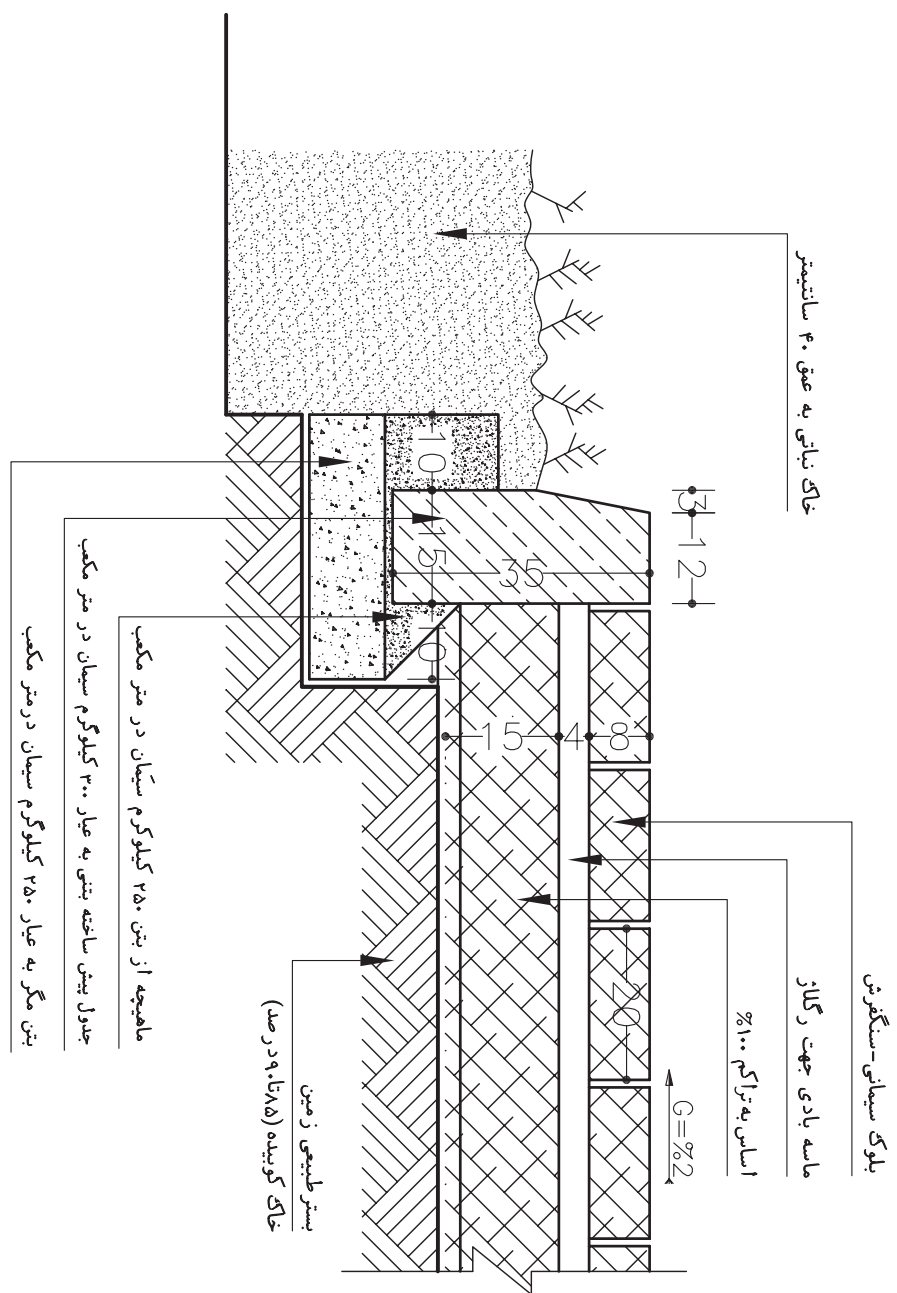 خاک نباتی به عمق ۴۰ سانتیمتر
3
12
10
15
10
35
15
4
8
20
G=%2
بلوک سیمانی-سنگفرش
ماسه بادی جهت رگلاژ
اساس به تراکم ۱۰۰%
بستر طبیعی زمین
خاک کوبیده (۸۵تا۹۰درصد)
ماهیچه از بتن ۲۵۰ کیلوگرم سیمان در متر مکعب
جدول پیش ساخته بتنی به عیار ۳۰۰ کیلوگرم سیمان در متر مکعب
بتن مگر به عیار ۲۵۰ کیلوگرم سیمان درمتر مکعب